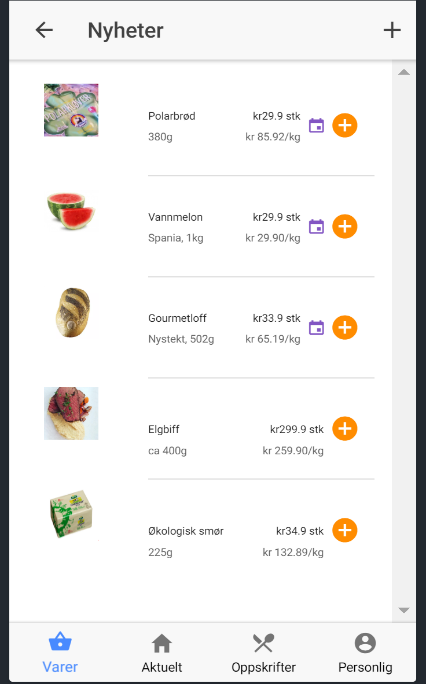 Nyheter
Polarbrød kr29.9 stk
380g kr 85.92/kg
Vannmelon kr29.9 stk
Spania, 1kg kr 29.90/kg
Gourmetloff kr33.9 stk
Nystekt, 502g kr 65.19/kg
Elgbiff kr299.9 stk
ca 400g kr 259.90/kg
Økologisk smør kr34.9 stk
225g kr 132.89/kg
Varer Aktuelt Oppskrifter Personlig